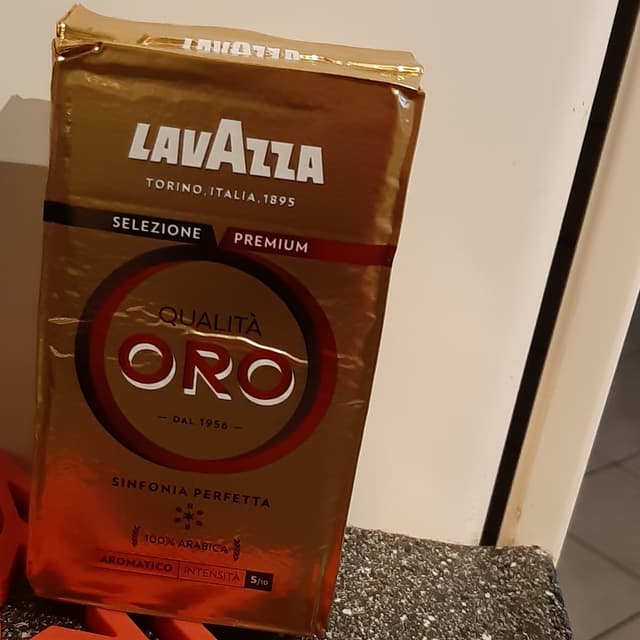 LAVAZZA
LAVAZZA
TORINO, ITALIA, 1895
SELEZIONE PREMIUM
QUALITÀ
ORO
— DAL 1956 —
SINFONIA PERFETTA
100% ARABICA
AROMATICO INTENSITÀ 5/10